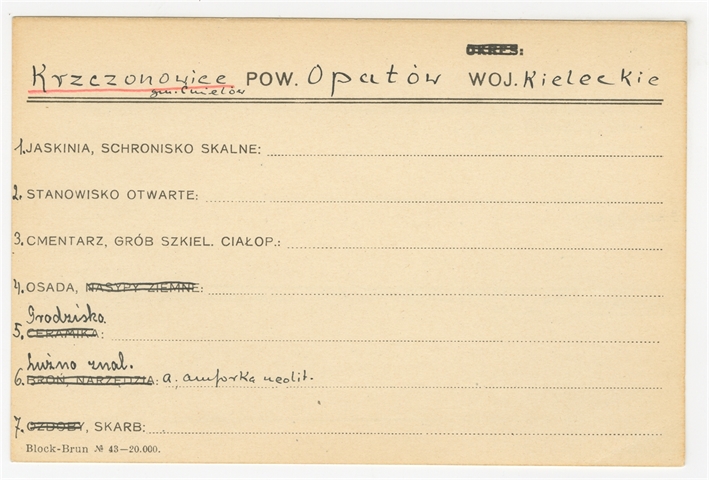 OKRES:
Krzczonowice POW. Opatów WOJ. Kieleckie
gm. Ćmielów
1. JASKINIA, SCHRONISKO SKALNE:
2. STANOWISKO OTWARTE:
3. CMENTARZ, GRÓB SZKIEL. CIAŁOP.:
4. OSADA, NASYPY ZIEMNE:
Grodzisko
5. CERAMIKA:
Luźno znal.
6. BROŃ, NARZĘDZIA: a; amforka neolit.
7. OZDOBY, SKARB:
Block-Brun № 43—20.000.